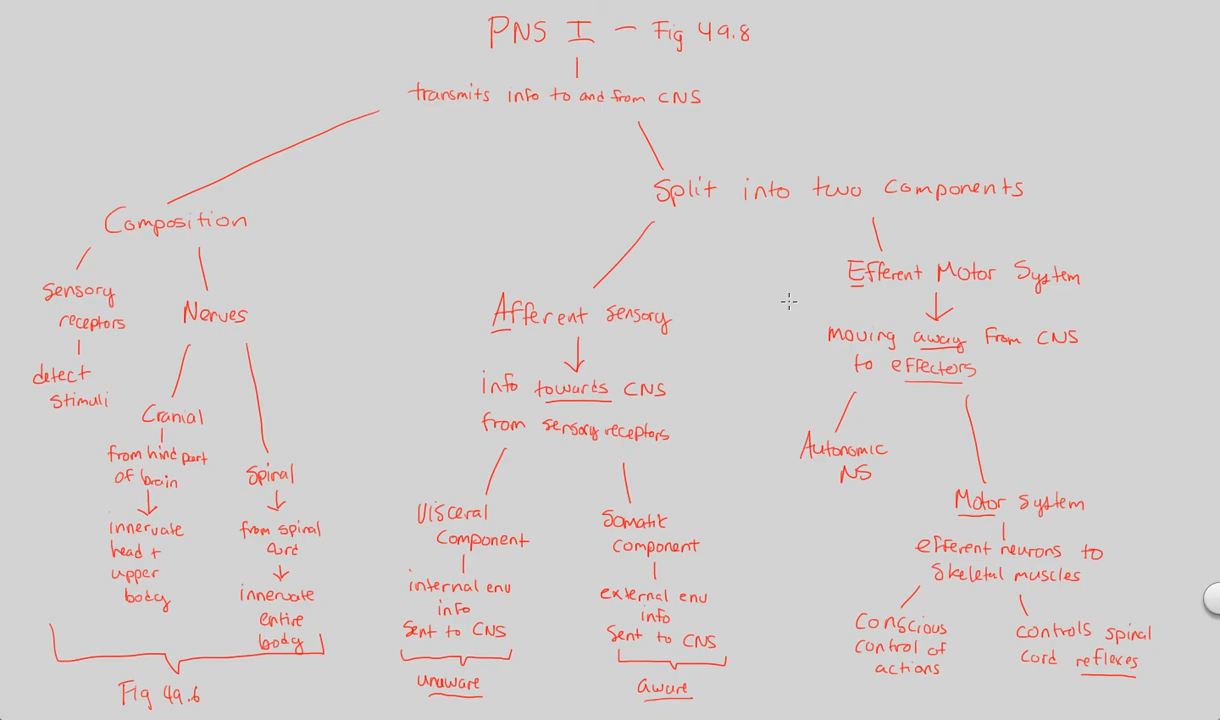 PNS I - Fig 49.8
transmits info to and from CNS
Split into two components
Composition
sensory
receptors
detect
stimuli
Nerves
Cranial
from hind part
of brain
innervate
head +
upper
body
Spiral
from spiral
cord
innervate
entire
body
Fig 49.6
Afferent sensory
info towards CNS
from sensory receptors
Visceral
Component
internal env
info
Sent to CNS
unaware
Somatic
component
external env
info
Sent to CNS
aware
Efferent Motor System
moving away from CNS
to effectors
Autonomic
NS
Motor System
efferent neurons to
Skeletal muscles
Conscious
control of
actions
controls spinal
cord reflexes